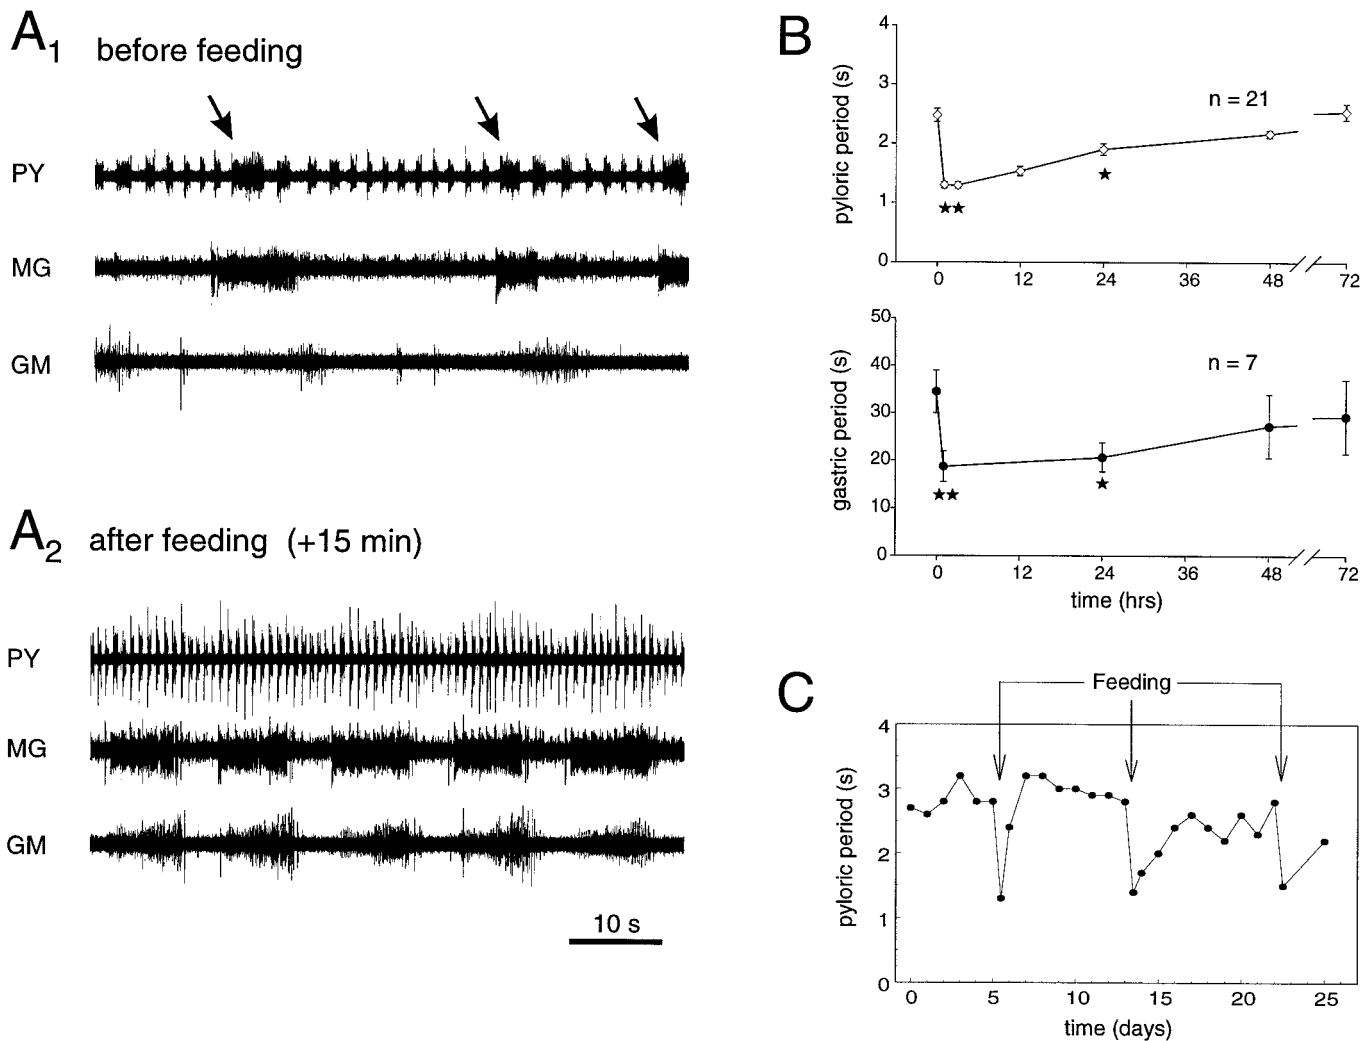 A1 before feeding
PY
MG
GM
A2 after feeding (+15 min)
PY
MG
GM
10 s
B
pyloric period (s)
4
3
2
1
0
n = 21
★★
★
0 12 24 36 48 72
gastric period (s)
50
40
30
20
10
0
n = 7
★★
★
0 12 24 36 48 72
time (hrs)
C
Feeding
pyloric period (s)
4
3
2
1
0
0 5 10 15 20 25
time (days)